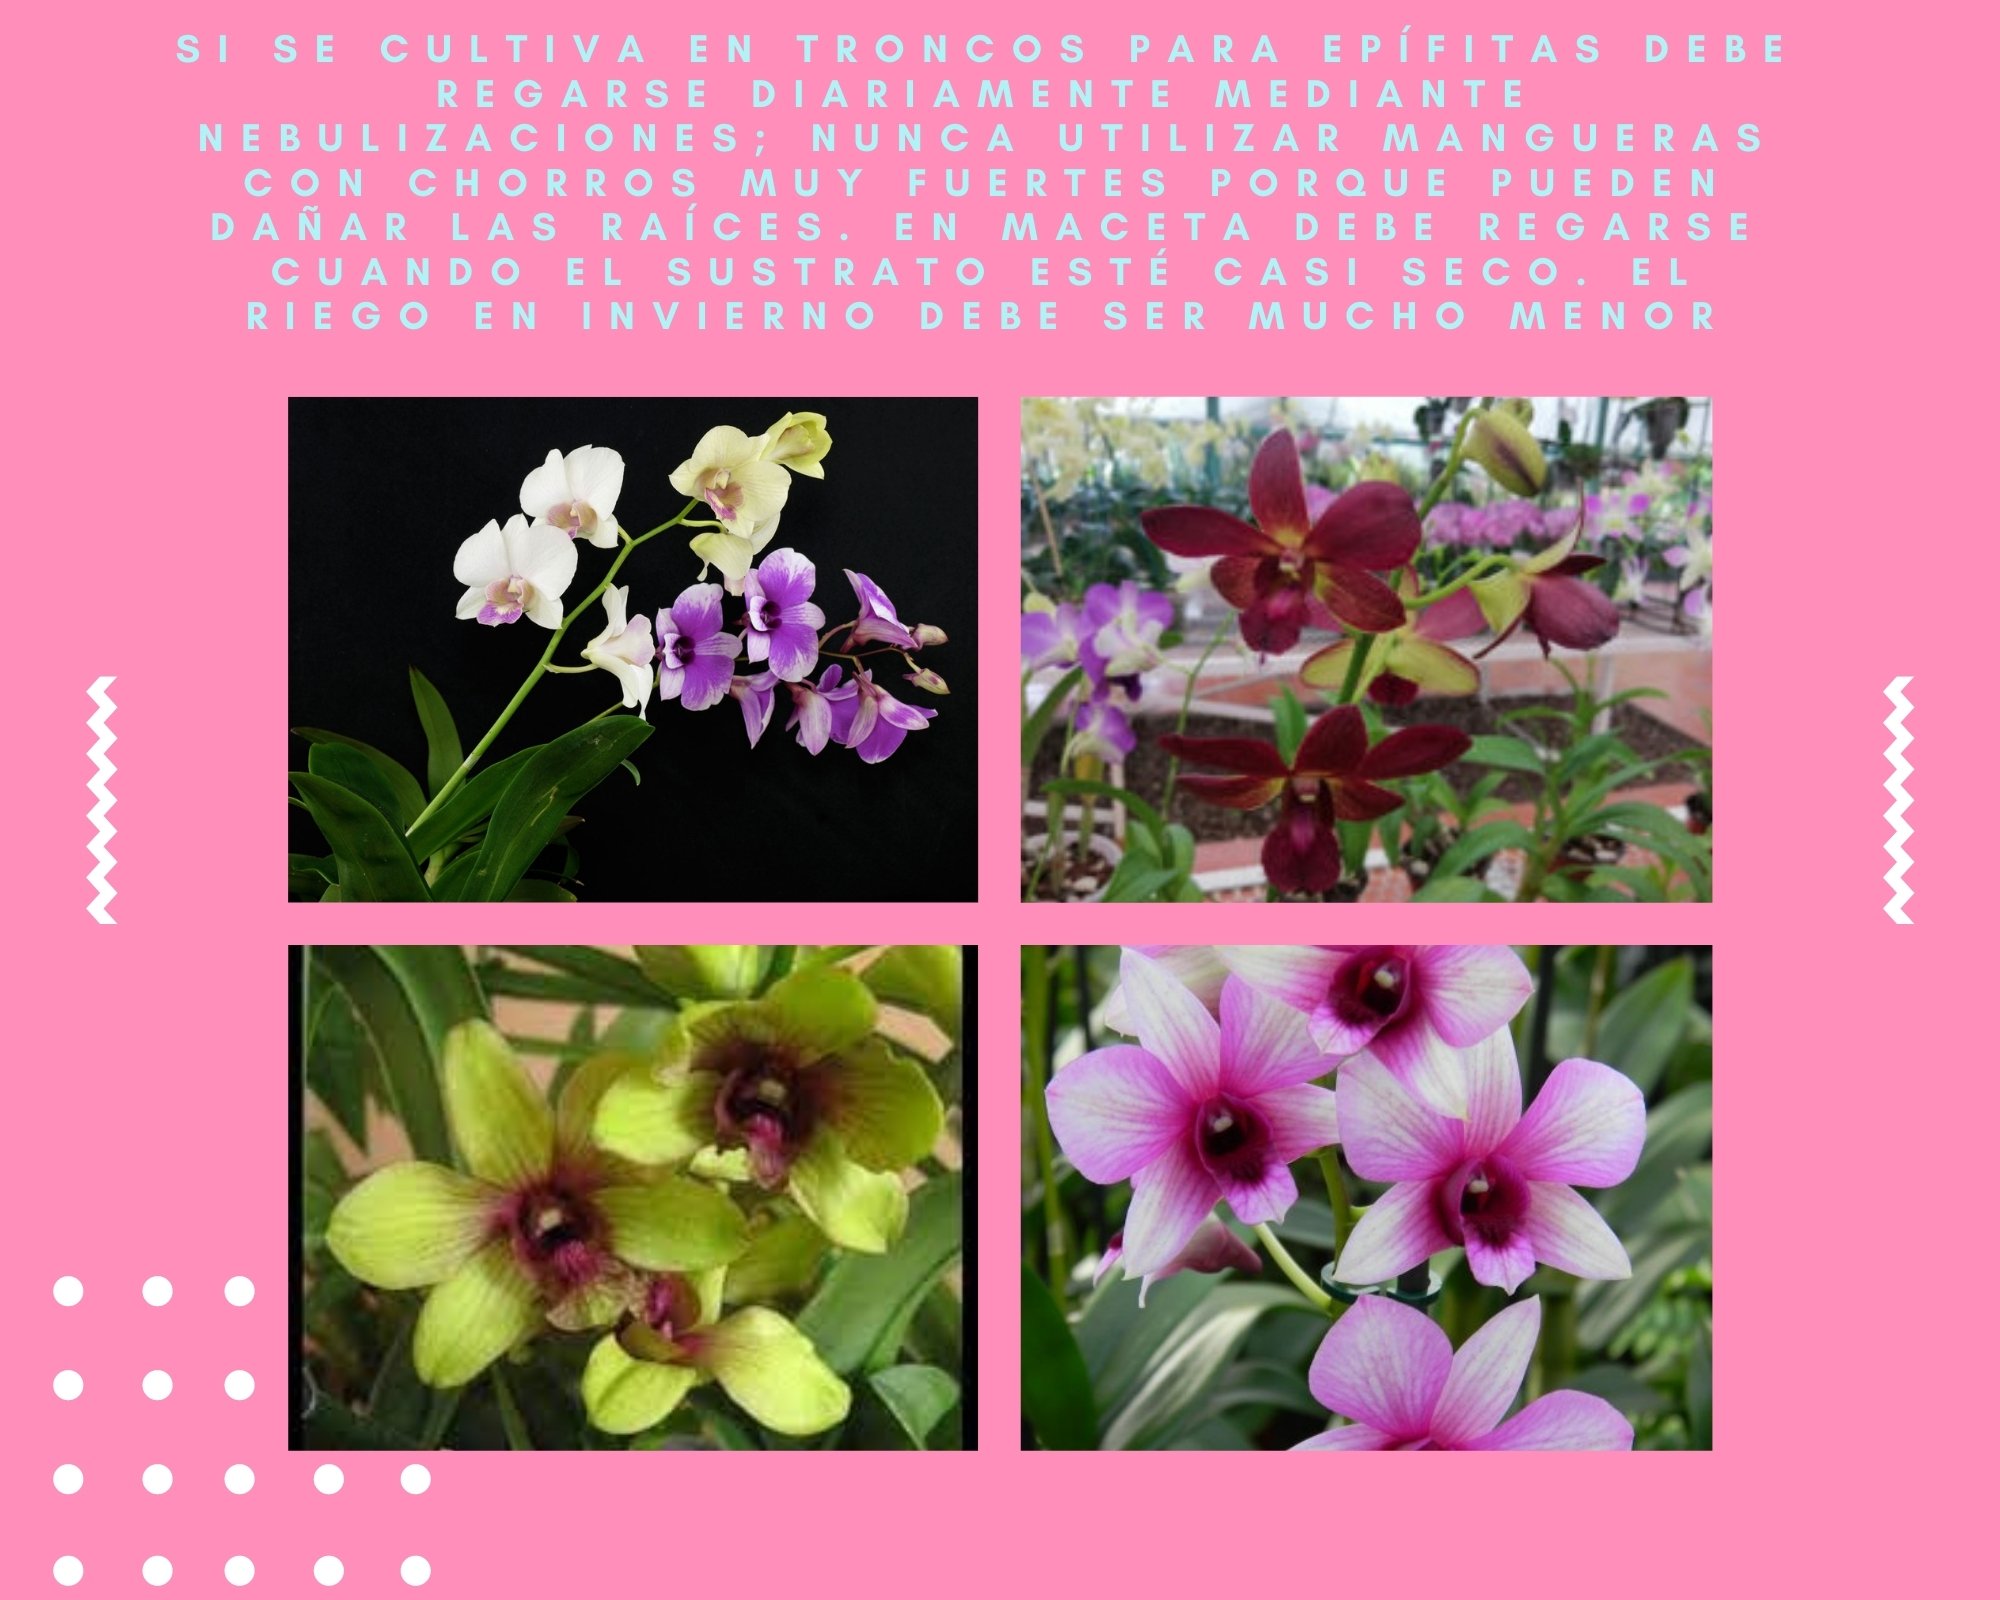 SI SE CULTIVA EN TRONCOS PARA EPÍFITAS DEBE
REGARSE DIARIAMENTE MEDIANTE
NEBULIZACIONES; NUNCA UTILIZAR MANGUERAS
CON CHORROS MUY FUERTES PORQUE PUEDEN
DAÑAR LAS RAÍCES. EN MACETA DEBE REGARSE
CUANDO EL SUSTRATO ESTÉ CASI SECO. EL
RIEGO EN INVIERNO DEBE SER MUCHO MENOR